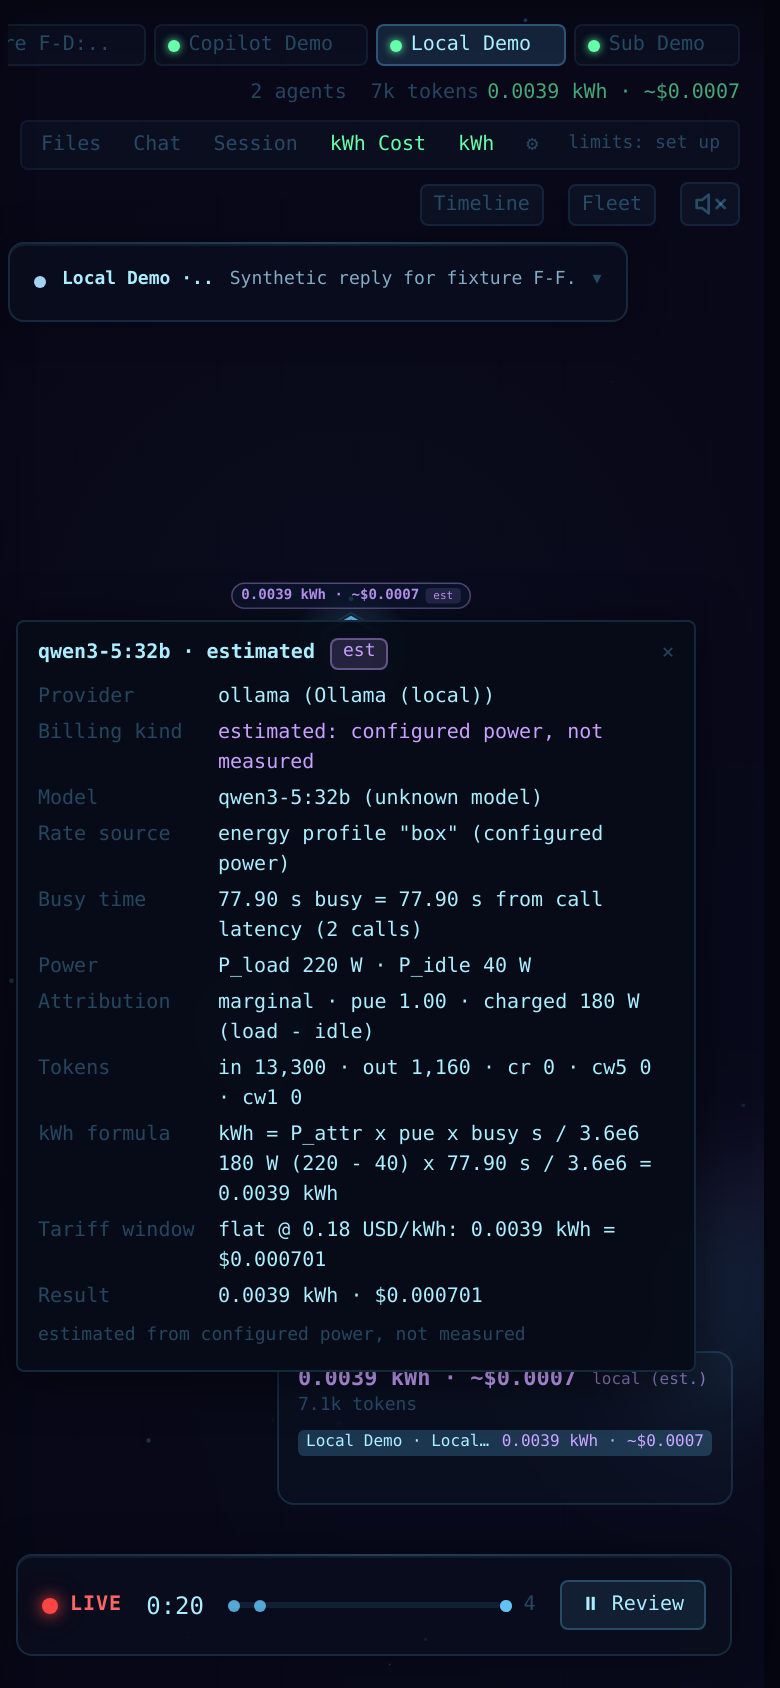 re F-D:..
Copilot Demo
Local Demo
Sub Demo
2 agents 7k tokens 0.0039 kWh · ~$0.0007
Files Chat Session kWh Cost kWh ⚙ limits: set up
Timeline Fleet
Local Demo ·.. Synthetic reply for fixture F-F. ▼
0.0039 kWh · ~$0.0007 est
qwen3-5:32b · estimated est ×
Provider ollama (Ollama (local))
Billing kind estimated: configured power, not
measured
Model qwen3-5:32b (unknown model)
Rate source energy profile "box" (configured
power)
Busy time 77.90 s busy = 77.90 s from call
latency (2 calls)
Power P_load 220 W · P_idle 40 W
Attribution marginal · pue 1.00 · charged 180 W
(load - idle)
Tokens in 13,300 · out 1,160 · cr 0 · cw5 0
· cw1 0
kWh formula kWh = P_attr x pue x busy s / 3.6e6
180 W (220 - 40) x 77.90 s / 3.6e6 =
0.0039 kWh
Tariff window flat @ 0.18 USD/kWh: 0.0039 kWh =
$0.000701
Result 0.0039 kWh · $0.000701
estimated from configured power, not measured
0.0039 kWh · ~$0.0007 local (est.)
7.1k tokens
Local Demo · Local… 0.0039 kWh · ~$0.0007
LIVE 0:20 4 ⏸ Review